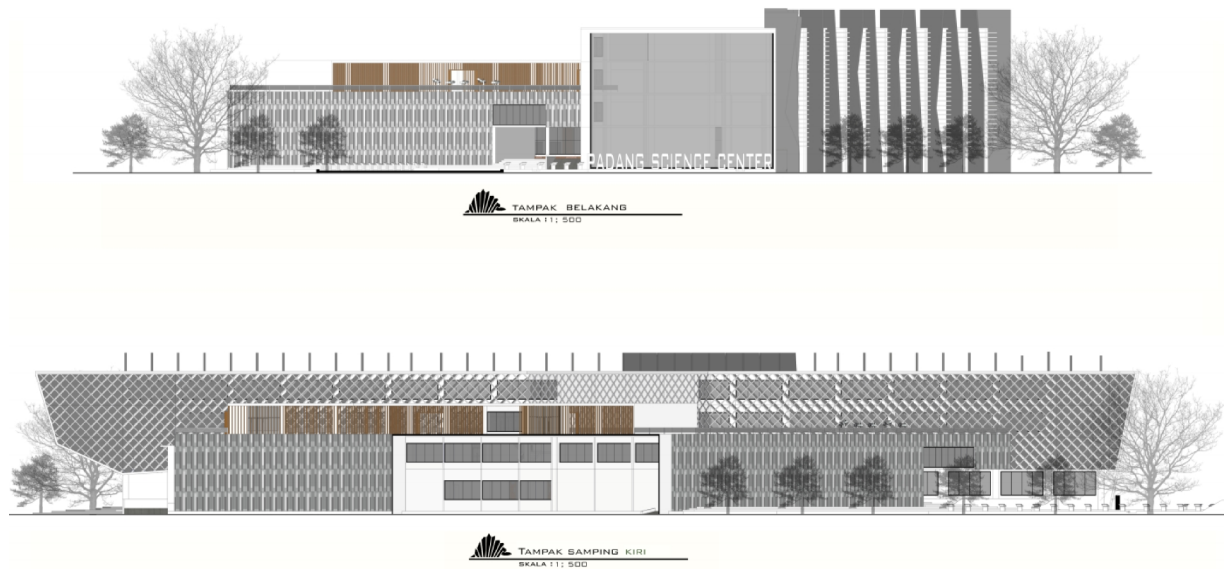 PADANG SCIENCE CENTER
TAMPAK BELAKANG
SKALA 1 : 500
TAMPAK SAMPING KIRI
SKALA 1 : 500